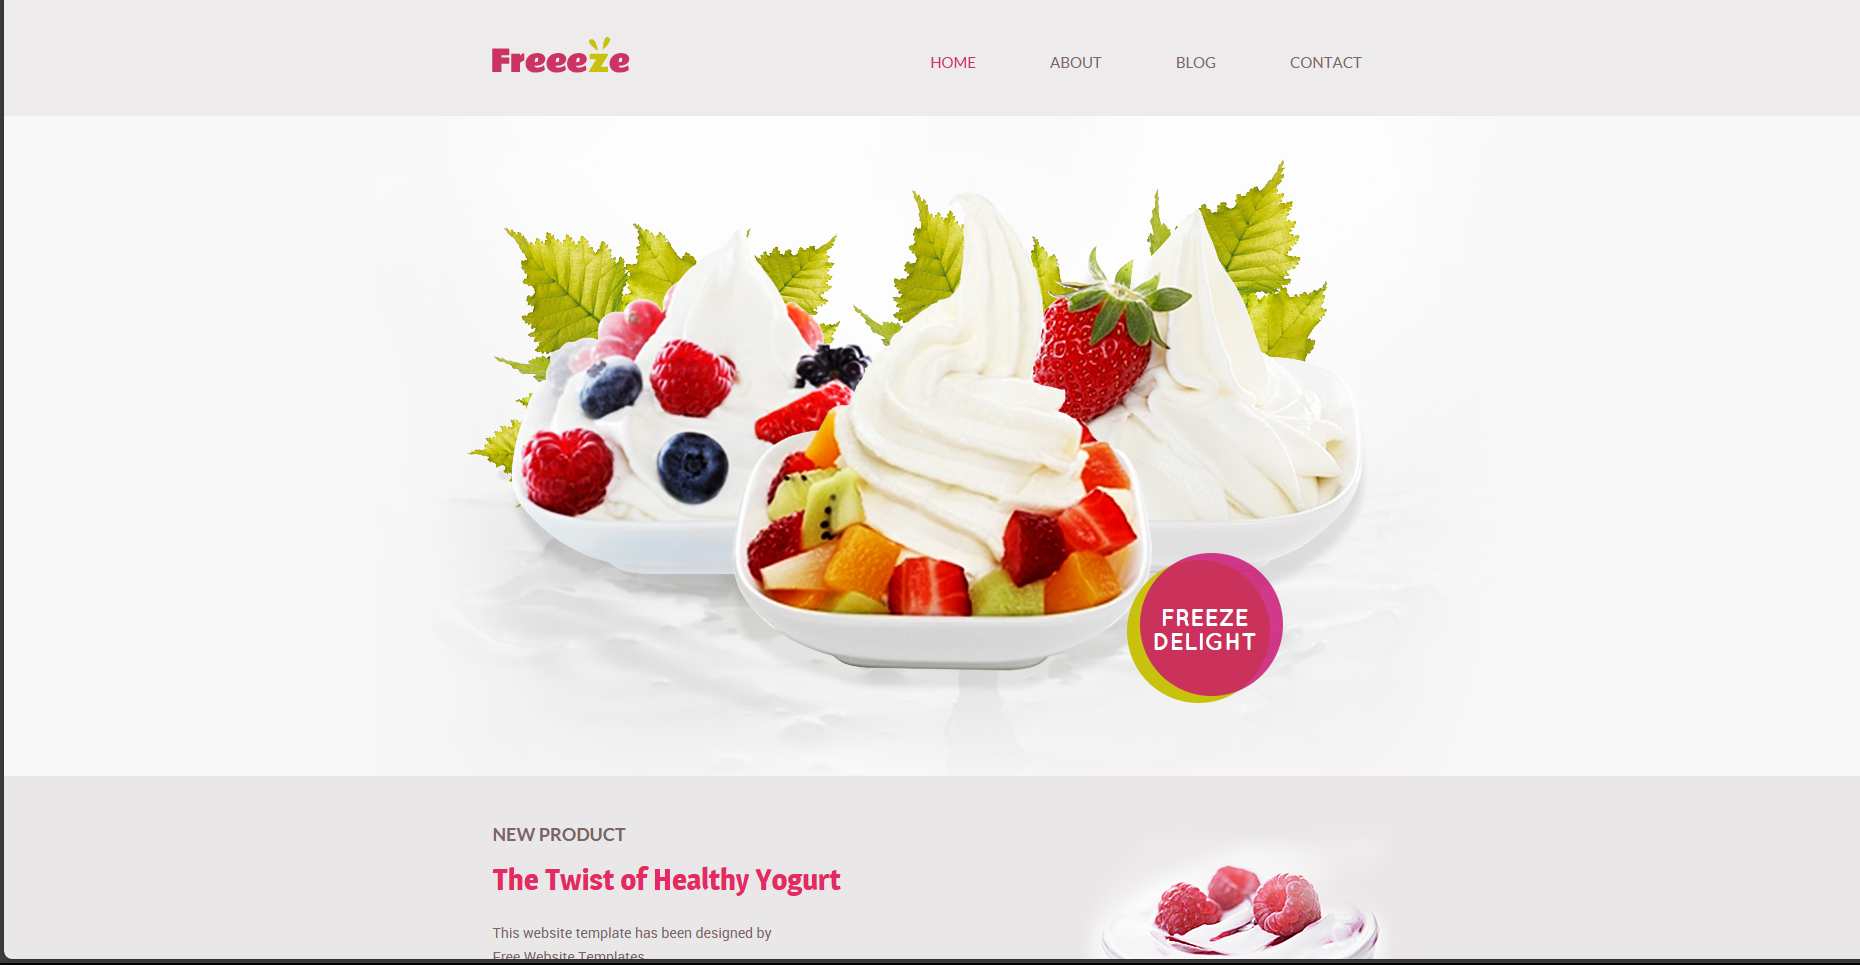 Freeeze
HOME
ABOUT
BLOG
CONTACT
FREEZE
DELIGHT
NEW PRODUCT
The Twist of Healthy Yogurt
This website template has been designed by
Free Website Templates